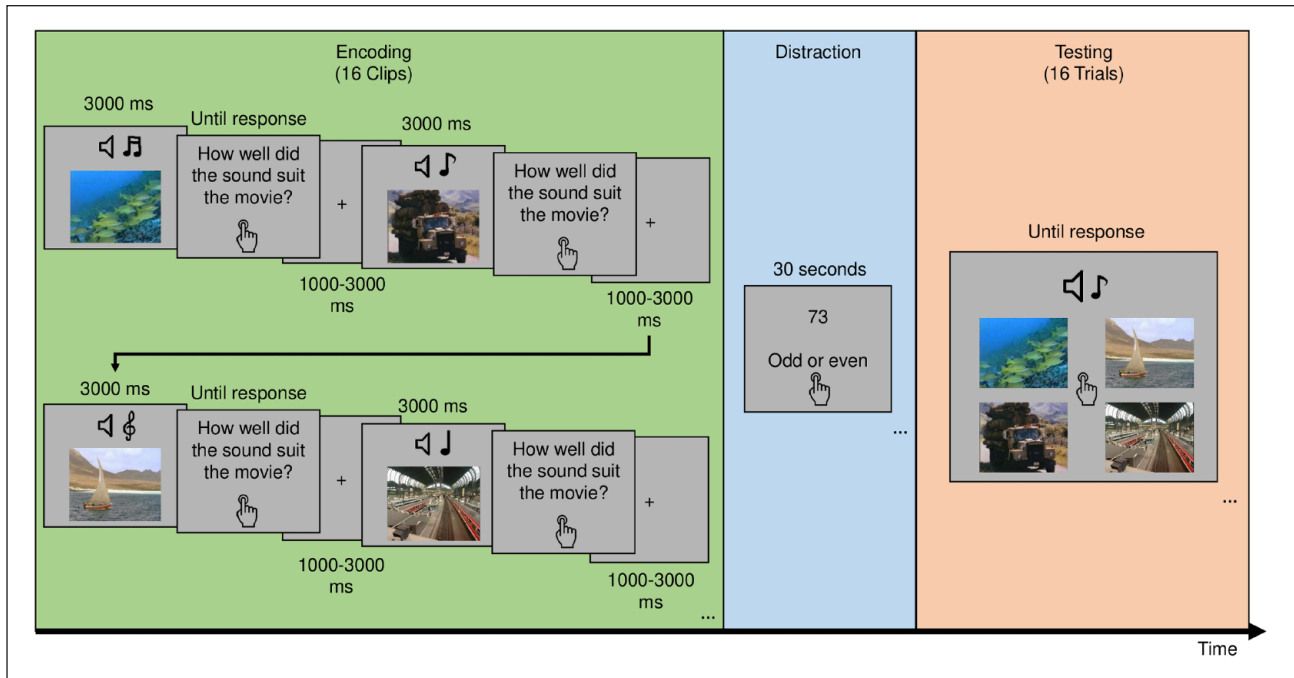 Encoding
(16 Clips)
3000 ms
Until response
How well did
the sound suit
the movie?
+
1000-3000
ms
3000 ms
How well did
the sound suit
the movie?
+
1000-3000
ms
3000 ms
Until response
How well did
the sound suit
the movie?
+
1000-3000
ms
3000 ms
How well did
the sound suit
the movie?
+
1000-3000
ms
...
Distraction
30 seconds
73
Odd or even
...
Testing
(16 Trials)
Until response
...
Time